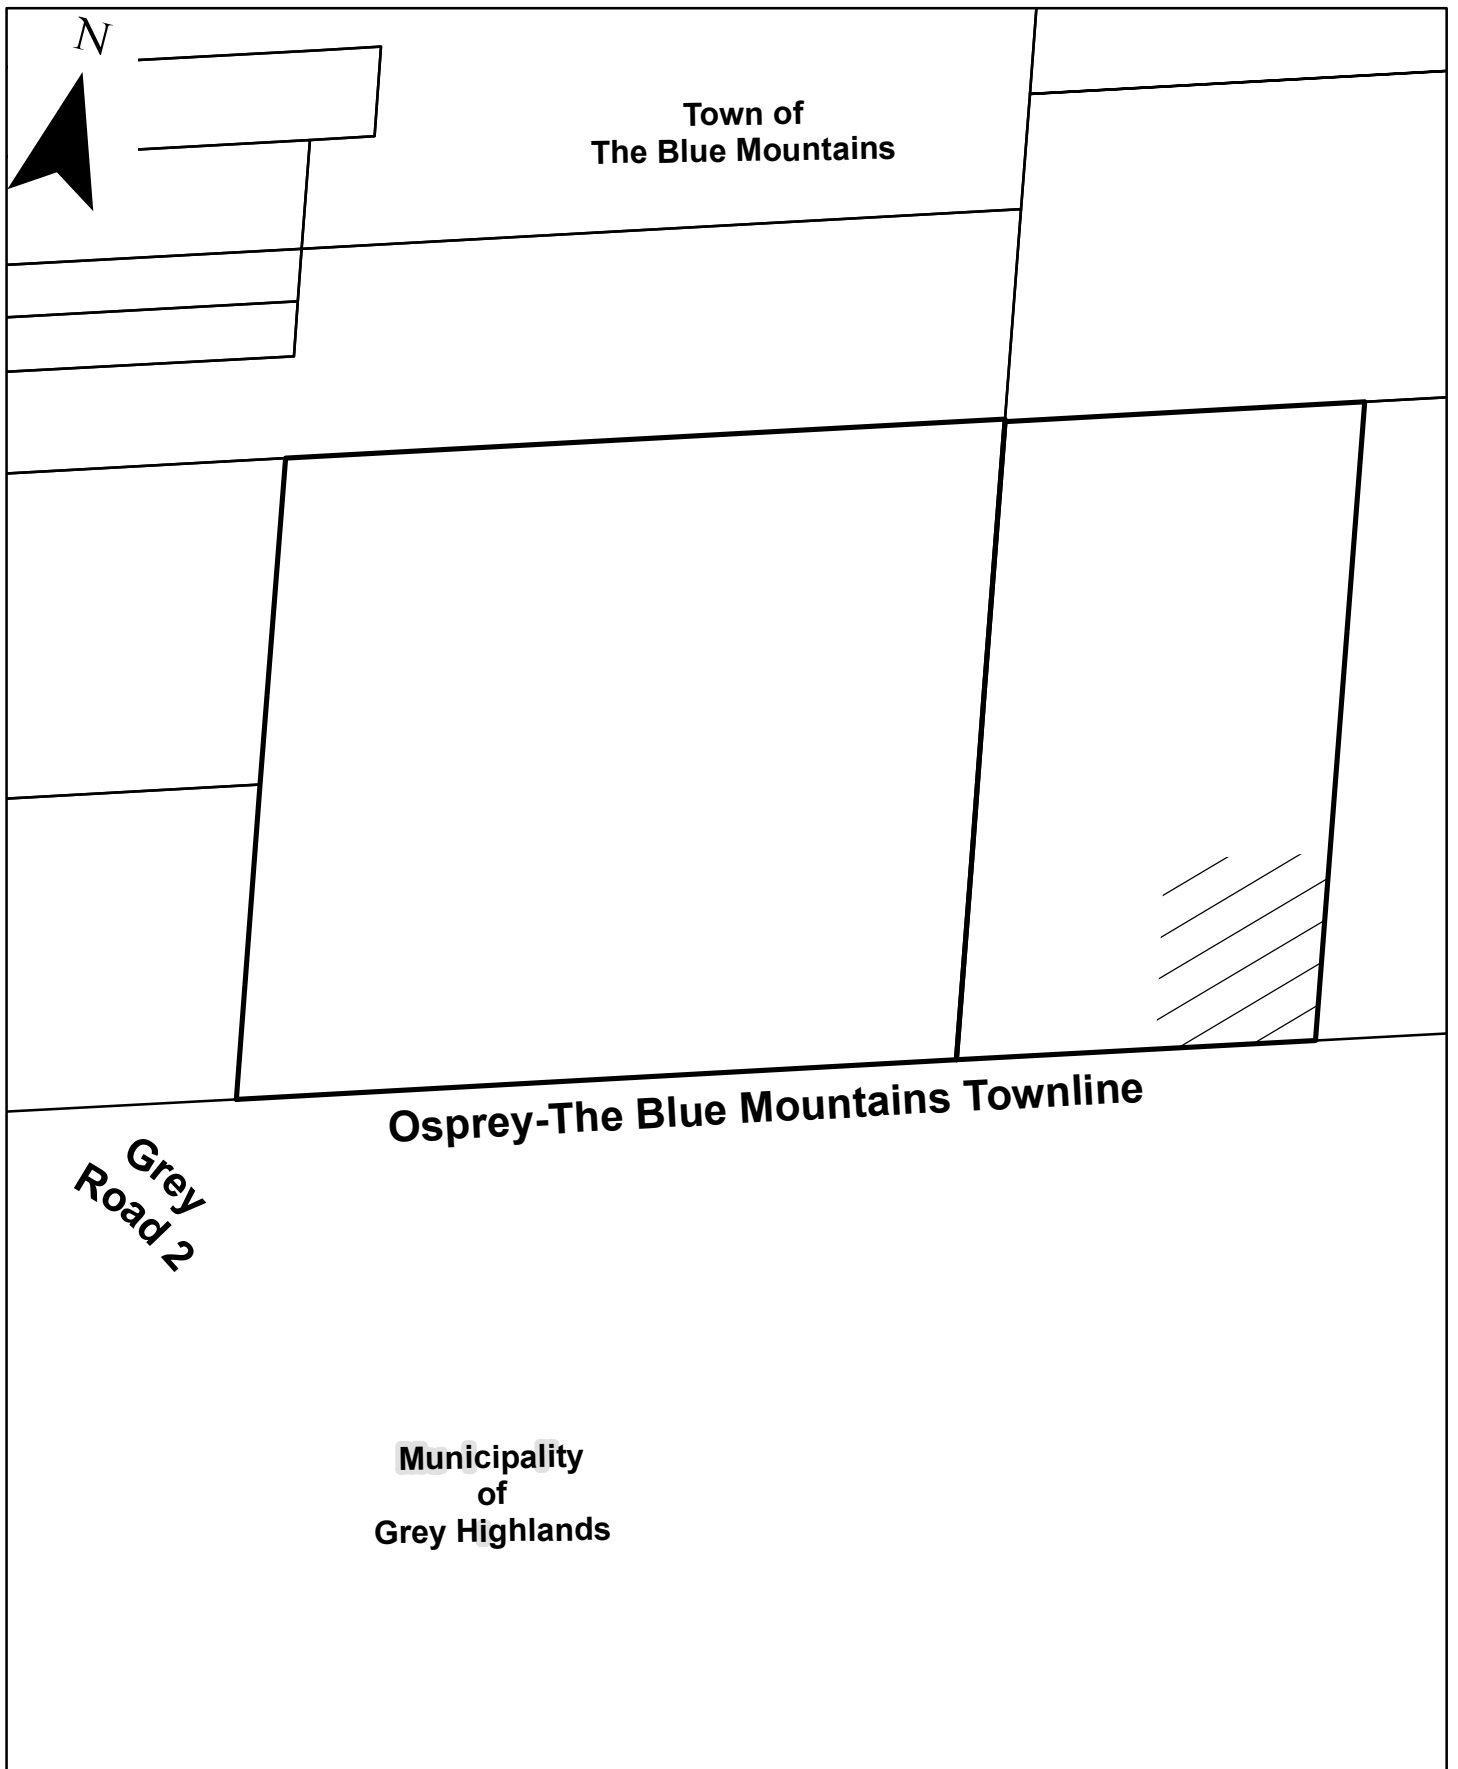 N
Town of
The Blue Mountains
Osprey-The Blue Mountains Townline
Grey
Road 2
Municipality
of
Grey Highlands